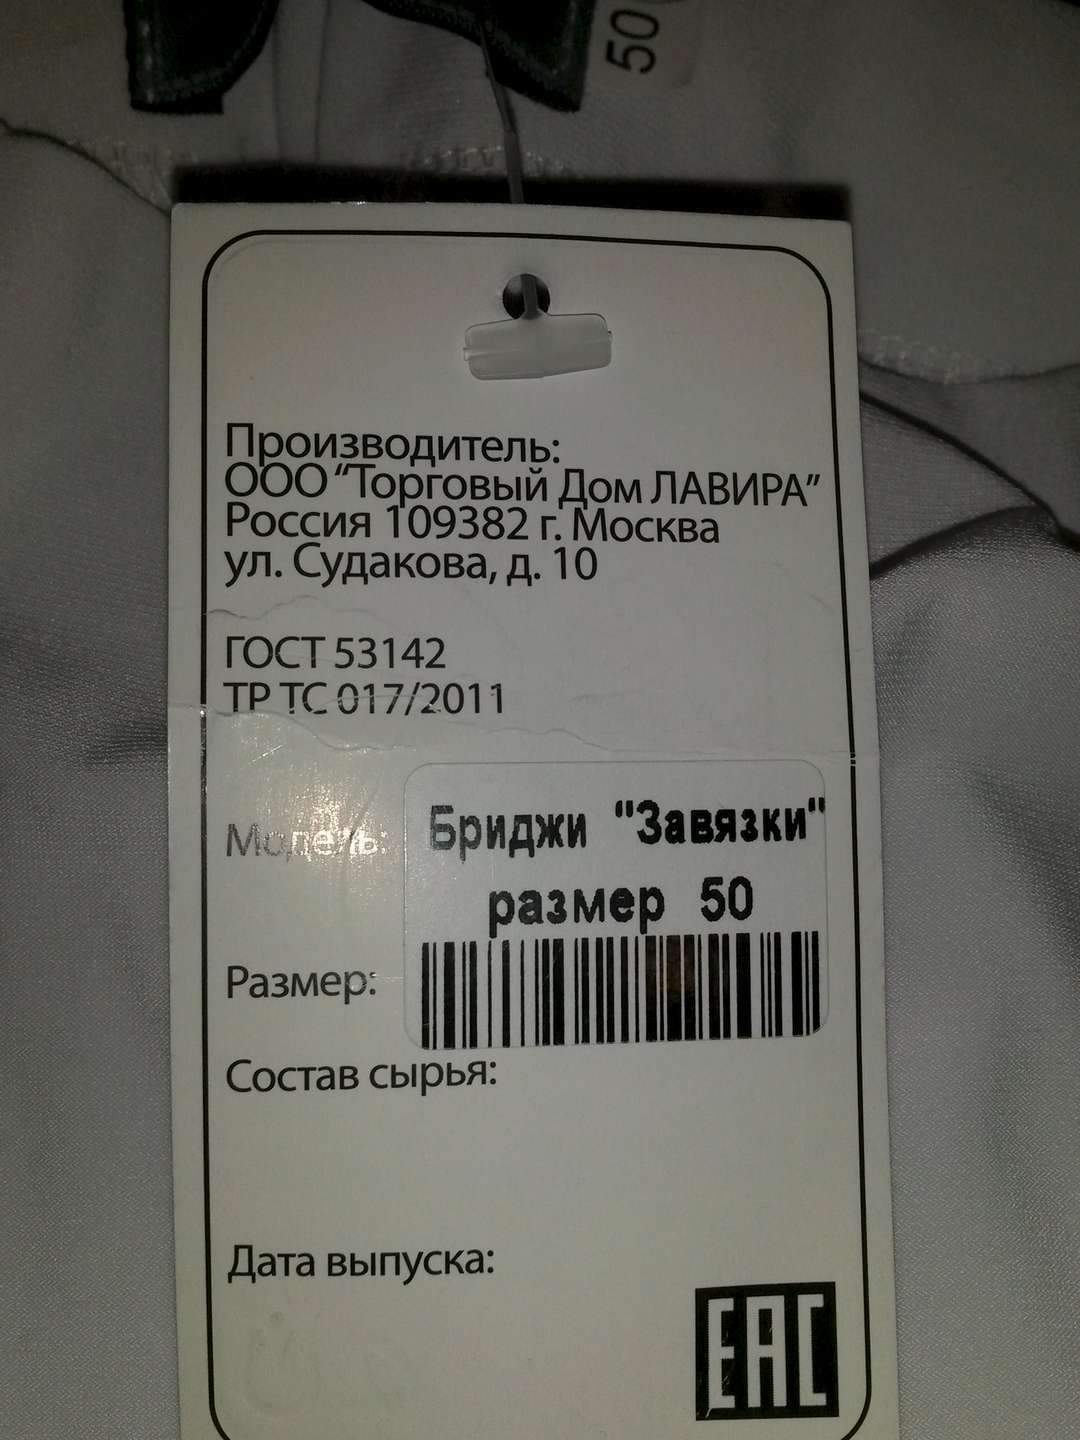 50
Производитель:
ООО “Торговый Дом ЛАВИРА”
Россия 109382 г. Москва
ул. Судакова, д. 10
ГОСТ 53142
ТР ТС 017/2011
Модель:
Бриджи "Завязки"
размер 50
Размер:
Состав сырья:
Дата выпуска:
EAC